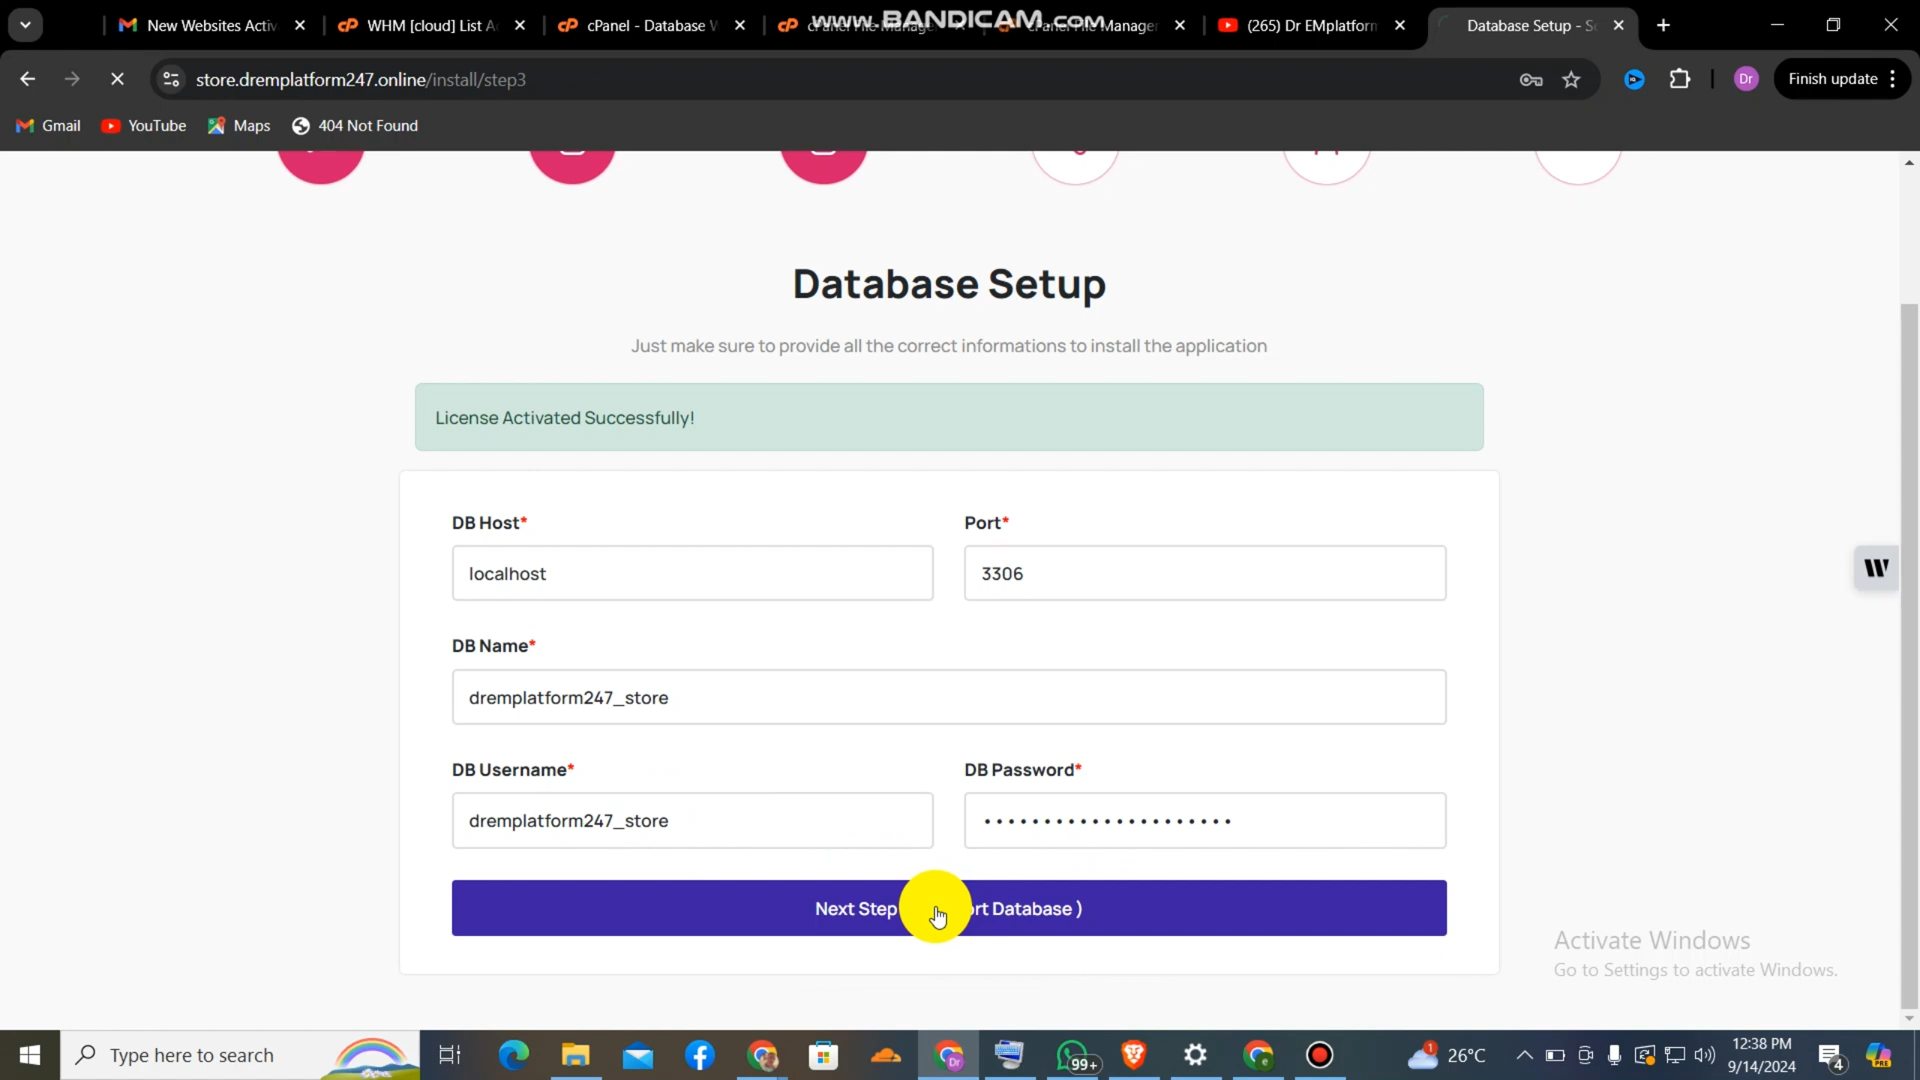 New Websites Activ
WHM [cloud] List A
cPanel - Database W
www.BANDICAM.com
(265) Dr EMplatform
Database Setup - S
store.dremplatform247.online/install/step3
Dr
Finish update
Gmail
YouTube
Maps
404 Not Found
Database Setup
Just make sure to provide all the correct informations to install the application
License Activated Successfully!
DB Host*
Port*
localhost
3306
DB Name*
dremplatform247_store
DB Username*
DB Password*
dremplatform247_store
Next Step rt Database )
Activate Windows
Go to Settings to activate Windows.
Type here to search
99+
26°C
12:38 PM
9/14/2024
4
PRE